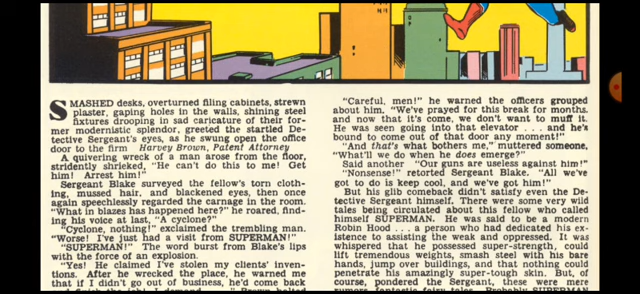 SMASHED desks, overturned filing cabinets, strewn
plaster, gaping holes in the walls, shining steel
fixtures drooping in sad caricature of their for-
mer modernistic splendor, greeted the startled De-
tective Sergeant's eyes, as he swung open the office
door to the firm Harvey Brown, Patent Attorney
A quivering wreck of a man arose from the floor,
stridently shrieked, "He can't do this to me! Get
him! Arrest him!"
Sergeant Blake surveyed the fellow's torn cloth-
ing, mussed hair, and blackened eyes, then once
again speechlessly regarded the carnage in the room.
"What in blazes has happened here?" he roared, find-
ing his voice at last, "A cyclone?"
"Cyclone, nothing!" exclaimed the trembling man.
"Worse! I've just had a visit from SUPERMAN!"
"SUPERMAN!" The word burst from Blake's lips
with the force of an explosion.
"Yes! He claimed I've stolen my clients' inven-
tions. After he wrecked the place, he warned me
that if I didn't go out of business, he'd come back
"Careful, men!" he warned the officers grouped
about him. "We've prayed for this break for months.
and now that it's come, we don't want to muff it.
He was seen going into that elevator . . . and he's
bound to come out of that door any moment!"
"And that's what bothers me," muttered someone,
"What'll we do when he does emerge?"
Said another "Our guns are useless against him!"
"Nonsense!" retorted Sergeant Blake. "All we've
got to do is keep cool, and we've got him!"
But his glib comeback didn't satisfy even the De-
tective Sergeant himself. There were some very wild
tales being circulated about this fellow who called
himself SUPERMAN. He was said to be a modern
Robin Hood . . . a person who had dedicated his ex-
istence to assisting the weak and oppressed. It was
whispered that he possessed super-strength, could
lift tremendous weights, smash steel with his bare
hands, jump over buildings, and that nothing could
penetrate his amazingly super-tough skin. But, of
course, pondered the Sergeant, these were mere